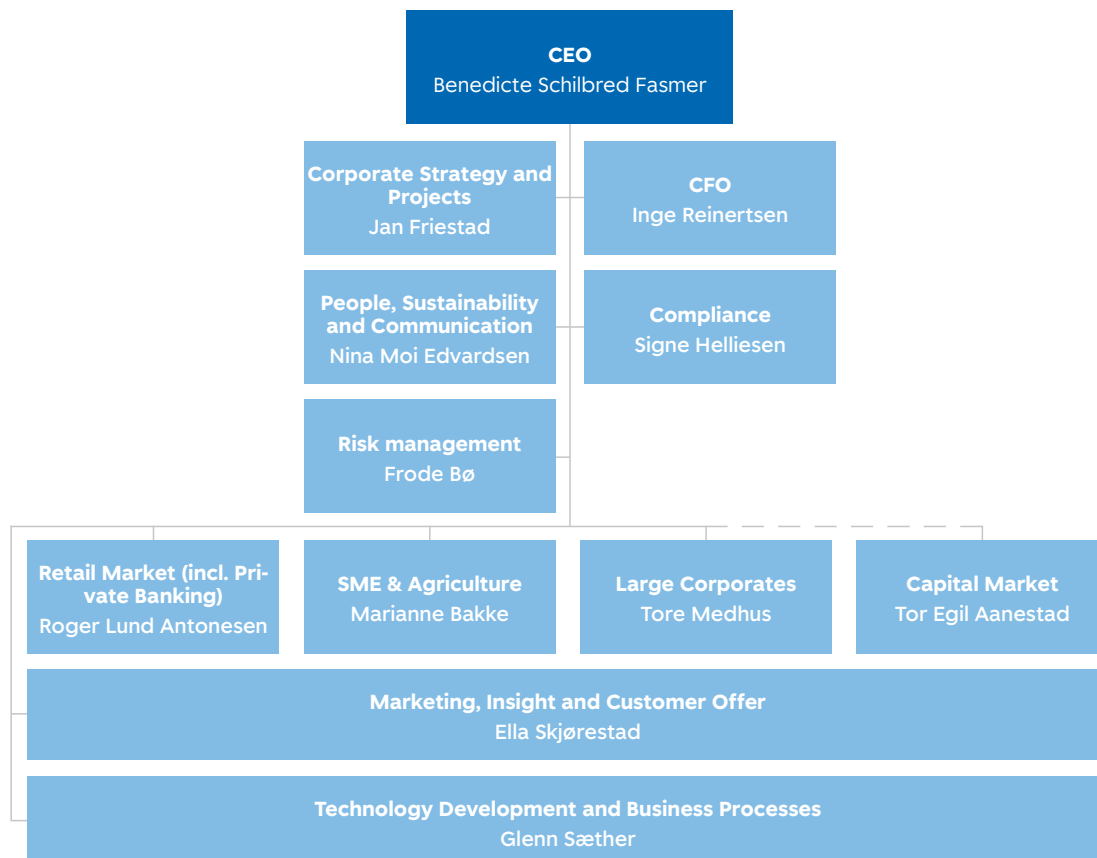 CEO
Benedicte Schilbred Fasmer
Corporate Strategy and
Projects
Jan Friestad
CFO
Inge Reinertsen
People, Sustainability
and Communication
Nina Moi Edvardsen
Compliance
Signe Helliesen
Risk management
Frode Bø
Retail Market (incl. Pri-
vate Banking)
Roger Lund Antonesen
SME & Agriculture
Marianne Bakke
Large Corporates
Tore Medhus
Capital Market
Tor Egil Aanestad
Marketing, Insight and Customer Offer
Ella Skjørestad
Technology Development and Business Processes
Glenn Sæther